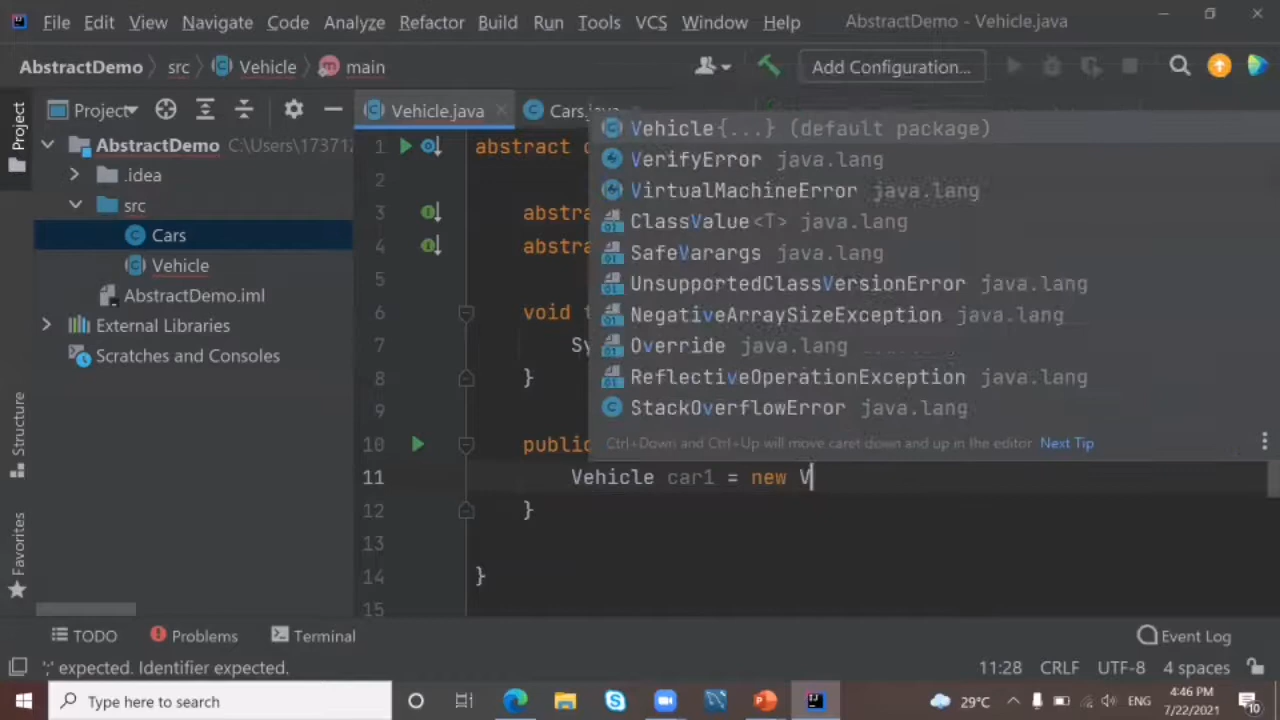 File Edit View Navigate Code Analyze Refactor Build Run Tools VCS Window Help AbstractDemo - Vehicle.java
AbstractDemo src Vehicle main Add Configuration...
Project
Structure
Favorites
Project
AbstractDemo C:\Users\17371
.idea
src
Cars
Vehicle
AbstractDemo.iml
External Libraries
Scratches and Consoles
Vehicle.java Cars.java
1 abstract
2
3 abstra
4 abstra
5
6 void
7 Sy
8 }
9
10 public
11 Vehicle car1 = new V
12 }
13
14 }
15
Vehicle{...} (default package)
VerifyError java.lang
VirtualMachineError java.lang
ClassValue<T> java.lang
SafeVarargs java.lang
UnsupportedClassVersionError java.lang
NegativeArraySizeException java.lang
Override java.lang
ReflectiveOperationException java.lang
StackOverflowError java.lang
Ctrl+Down and Ctrl+Up will move caret down and up in the editor Next Tip
TODO Problems Terminal Event Log
';' expected. Identifier expected. 11:28 CRLF UTF-8 4 spaces
Type here to search 29°C ENG 4:46 PM
7/22/2021 10